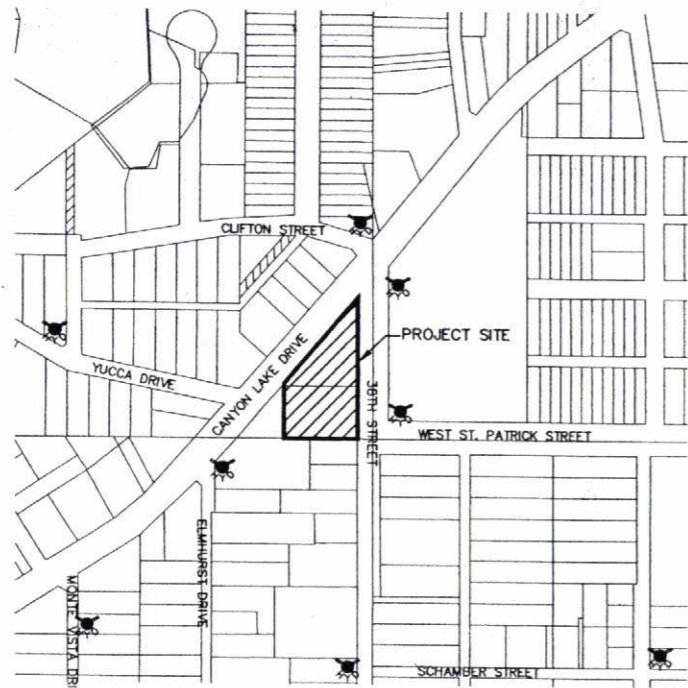 CLIFTON STREET
PROJECT SITE
YUCCA DRIVE
CANYON LAKE DRIVE
38TH STREET
WEST ST. PATRICK STREET
ELMHURST DRIVE
MONTE VISTA DRI
SCHAMBER STREET